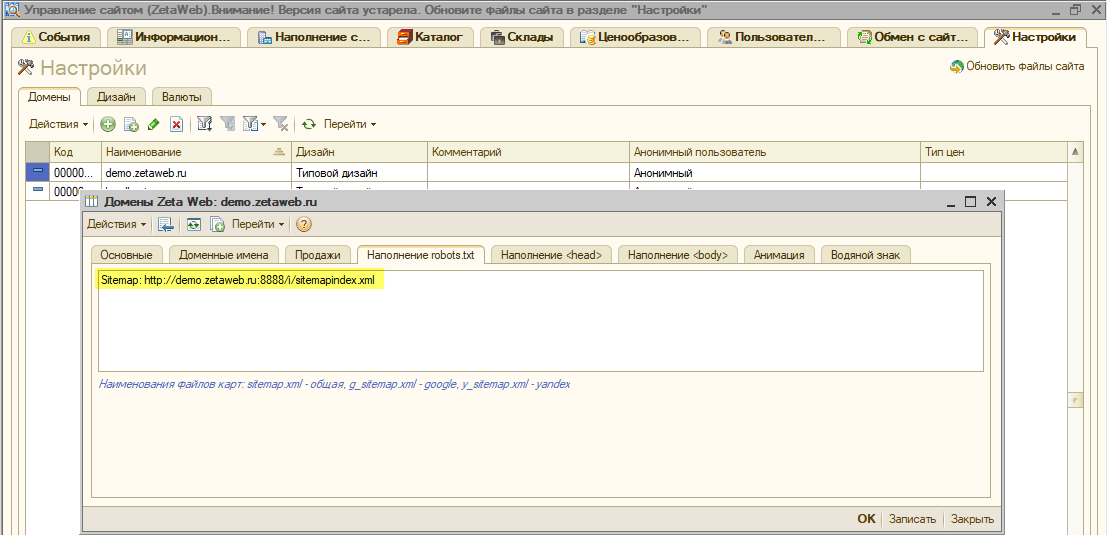 Управление сайтом (ZetaWeb).Внимание! Версия сайта устарела. Обновите файлы сайта в разделе "Настройки"
События Информацион... Наполнение с... Каталог Склады Ценообразов... Пользовател... Обмен с сайт... Настройки
Настройки Обновить файлы сайта
Домены Дизайн Валюты
Действия Перейти
Код Наименование Дизайн Комментарий Анонимный пользователь Тип цен
00000... demo.zetaweb.ru Типовой дизайн Анонимный
Домены Zeta Web: demo.zetaweb.ru
Действия Перейти
Основные Доменные имена Продажи Наполнение robots.txt Наполнение <head> Наполнение <body> Анимация Водяной знак
Sitemap: http://demo.zetaweb.ru:8888/i/sitemapindex.xml
Наименования файлов карт: sitemap.xml - общая, g_sitemap.xml - google, y_sitemap.xml - yandex
OK Записать Закрыть